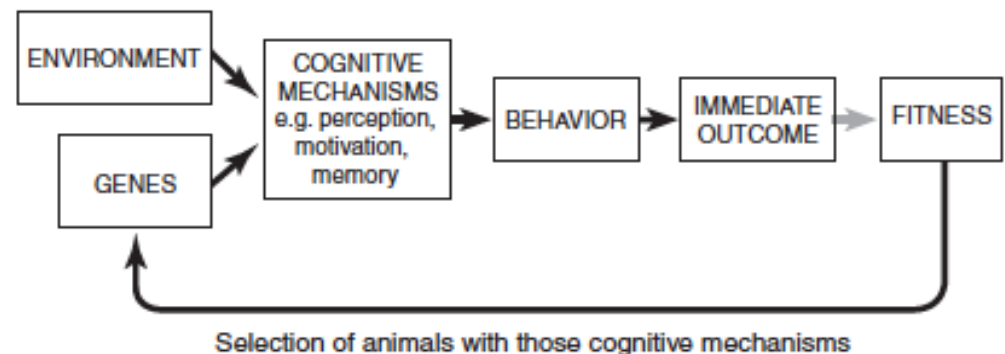 ENVIRONMENT
GENES
COGNITIVE
MECHANISMS
e.g. perception,
motivation,
memory
BEHAVIOR
IMMEDIATE
OUTCOME
FITNESS
Selection of animals with those cognitive mechanisms